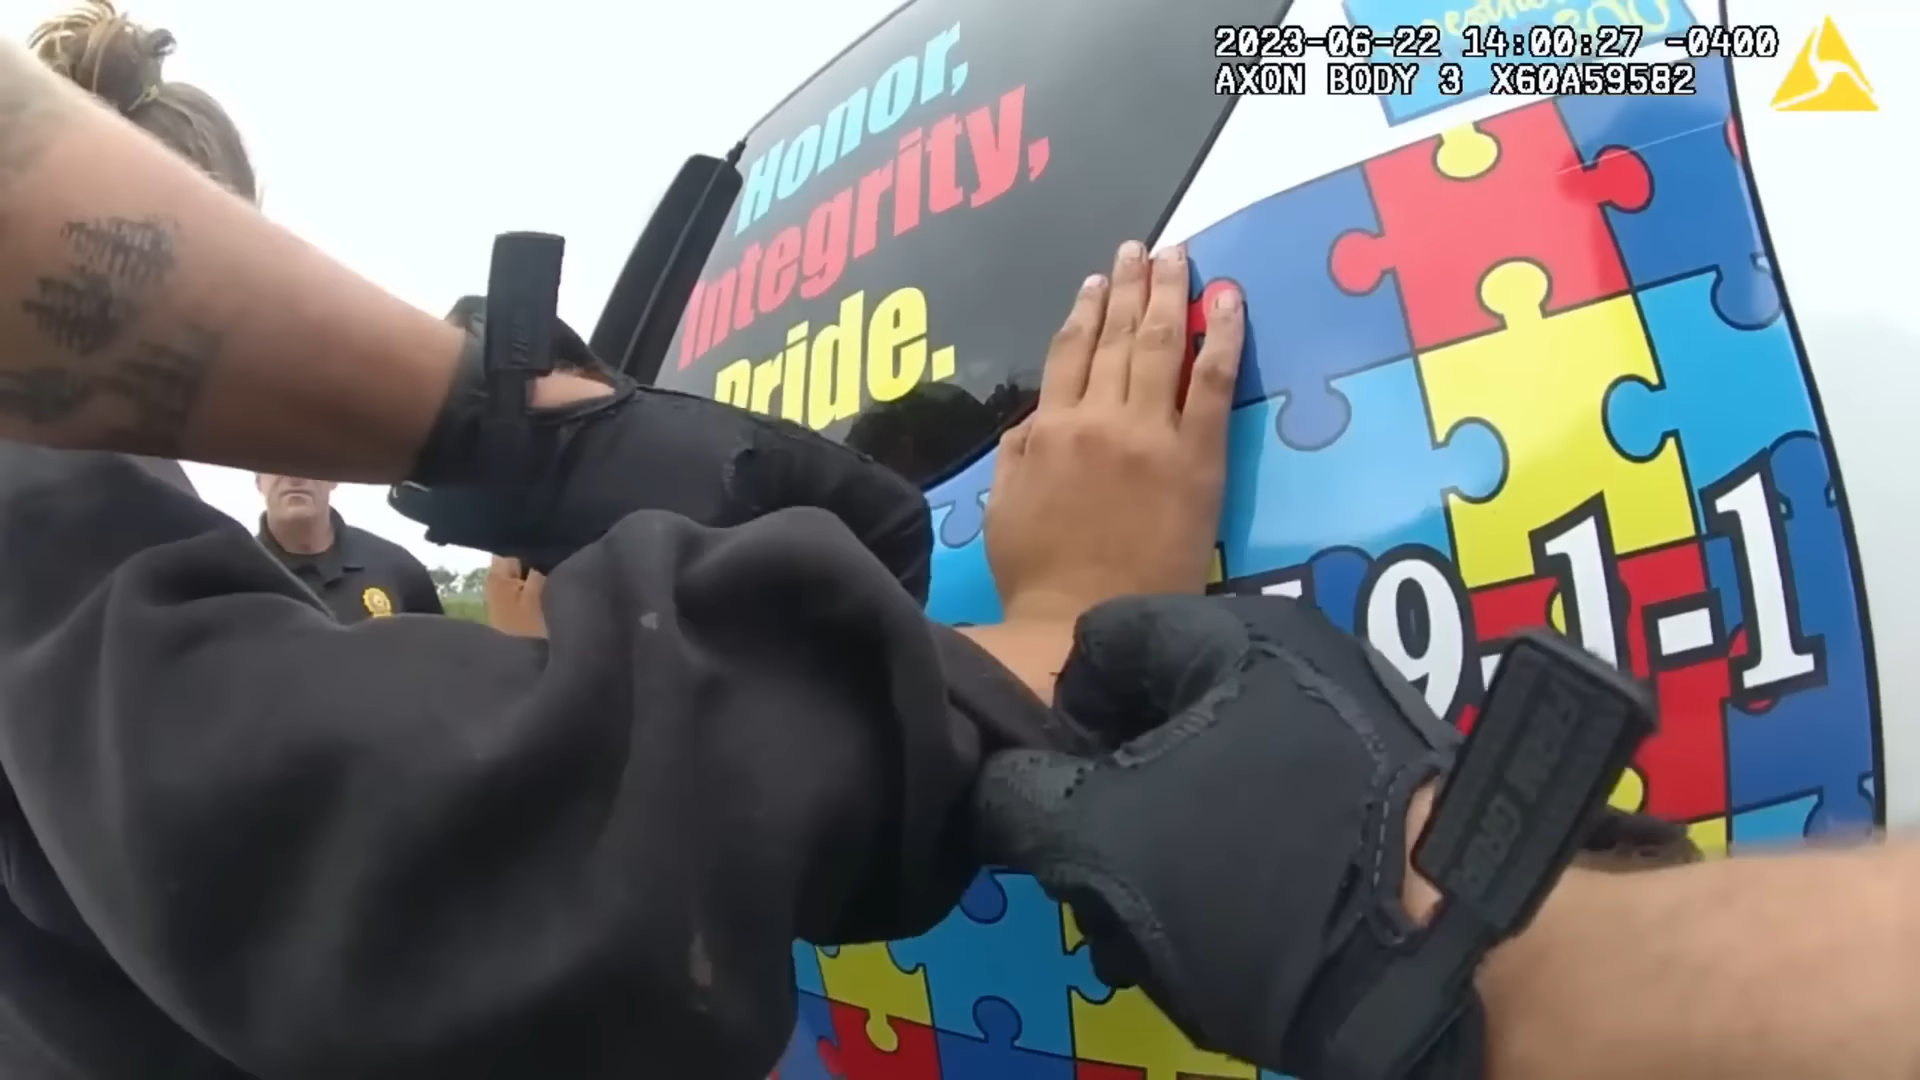 2023-06-22 14:00:27 -0400
AXON BODY 3 X60A59582
Honor,
Integrity,
Pride.
9-1-1